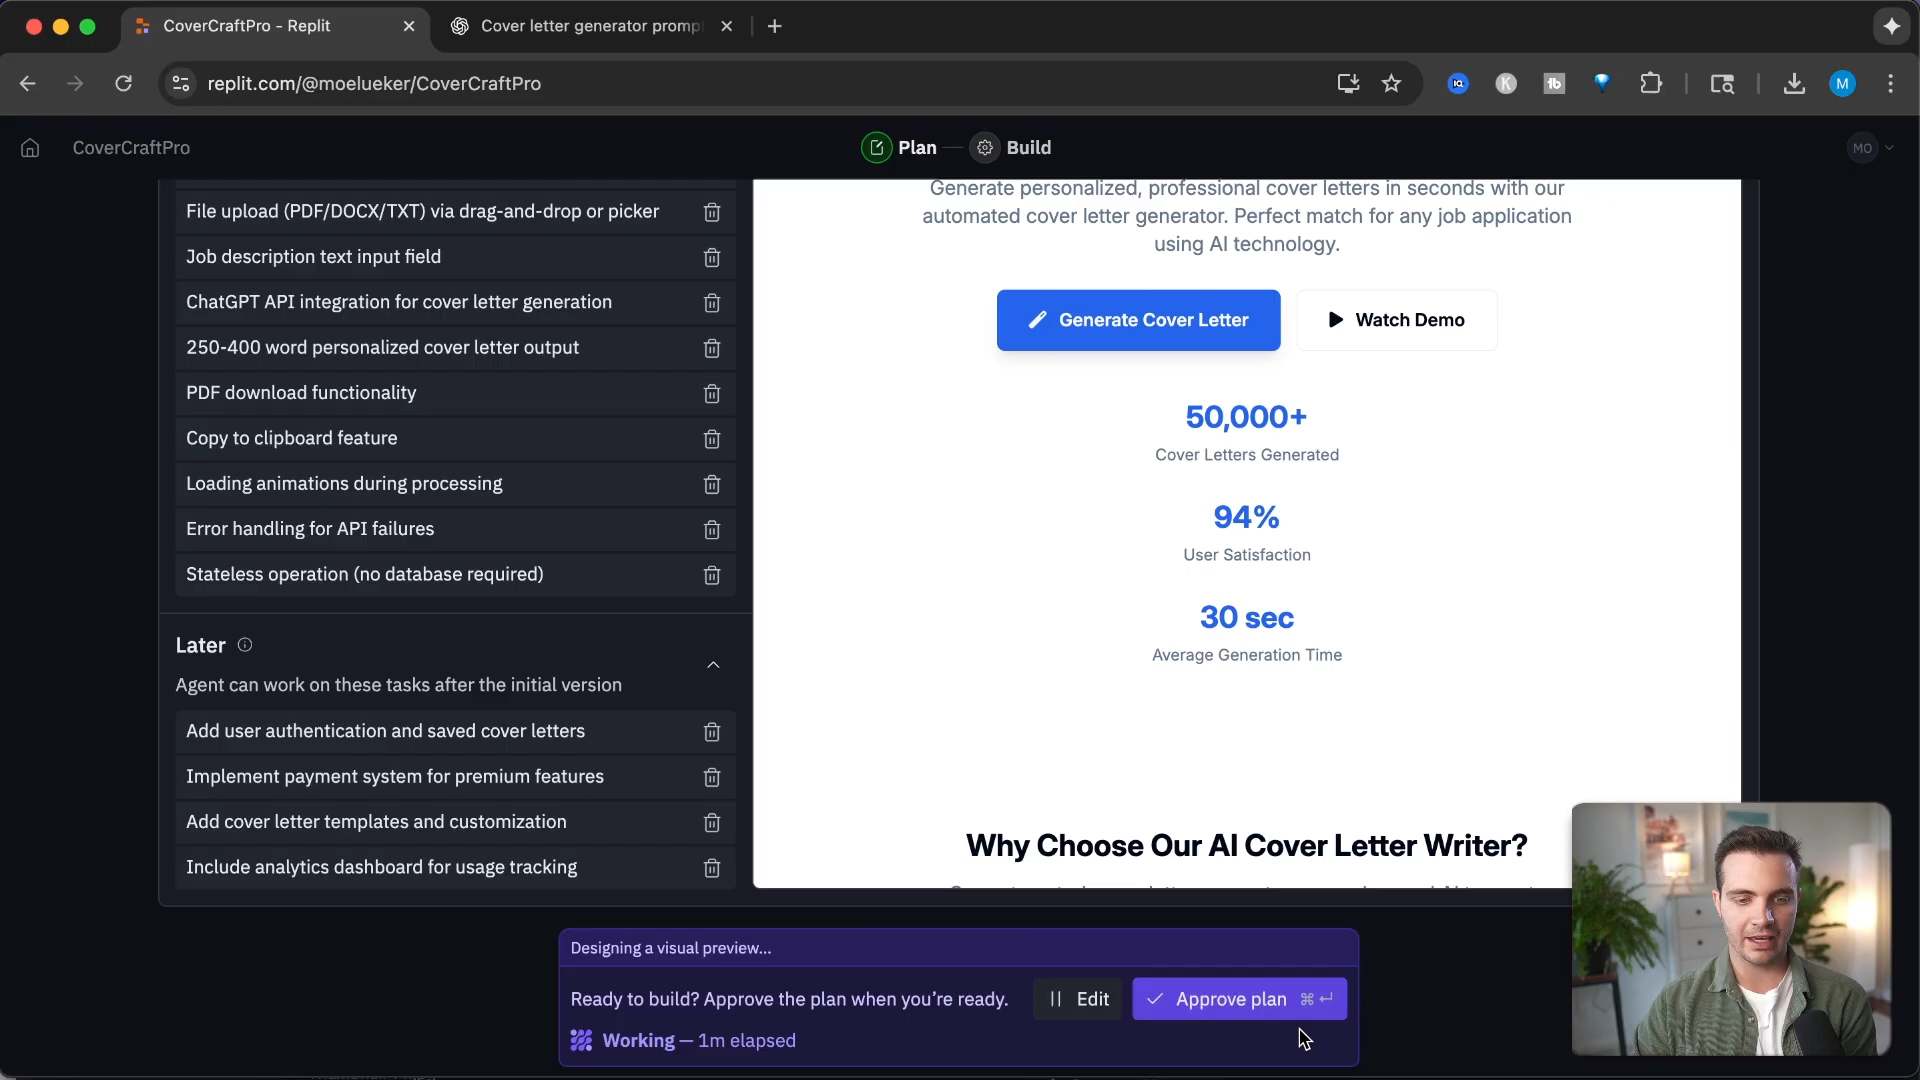 CoverCraftPro - Replit
Cover letter generator promp
replit.com/@moelueker/CoverCraftPro
M
CoverCraftPro
Plan
Build
MO
File upload (PDF/DOCX/TXT) via drag-and-drop or picker
Job description text input field
ChatGPT API integration for cover letter generation
250-400 word personalized cover letter output
PDF download functionality
Copy to clipboard feature
Loading animations during processing
Error handling for API failures
Stateless operation (no database required)
Later
Agent can work on these tasks after the initial version
Add user authentication and saved cover letters
Implement payment system for premium features
Add cover letter templates and customization
Include analytics dashboard for usage tracking
Generate personalized, professional cover letters in seconds with our
automated cover letter generator. Perfect match for any job application
using AI technology.
Generate Cover Letter
Watch Demo
50,000+
Cover Letters Generated
94%
User Satisfaction
30 sec
Average Generation Time
Why Choose Our AI Cover Letter Writer?
Designing a visual preview...
Ready to build? Approve the plan when you're ready.
Edit
Approve plan ⌘ ↵
Working — 1m elapsed